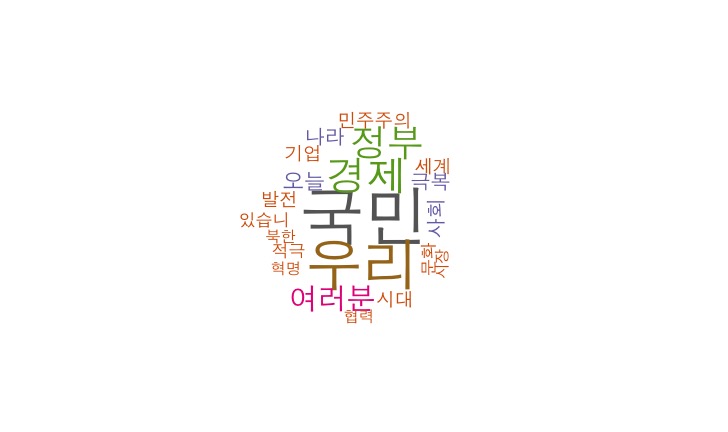 민주주의
나라 정부
기업
경제 세계
오늘 극복
발전 국민 사회
있습니
북한
적극 우리 문화 시장
혁명
여러분 시대
협력